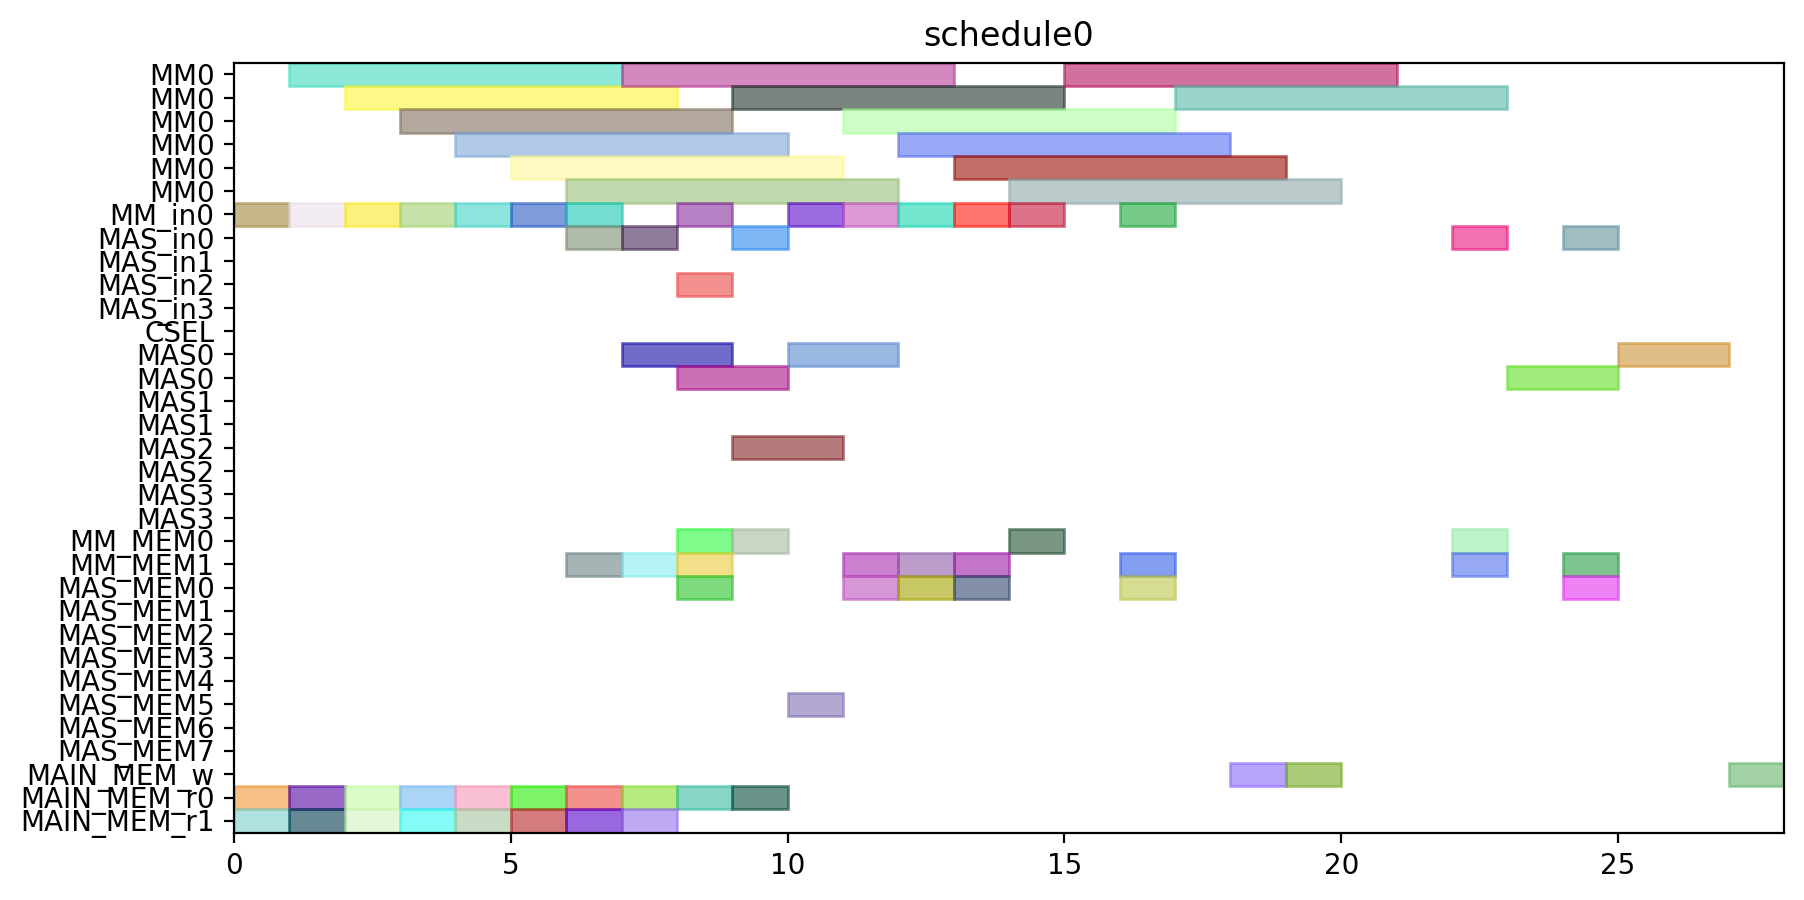 schedule0
MM0
MM0
MM0
MM0
MM0
MM0
MM_in0
MAS_in0
MAS_in1
MAS_in2
MAS_in3
CSEL
MAS0
MAS0
MAS1
MAS1
MAS2
MAS2
MAS3
MAS3
MM_MEM0
MM_MEM1
MAS_MEM0
MAS_MEM1
MAS_MEM2
MAS_MEM3
MAS_MEM4
MAS_MEM5
MAS_MEM6
MAS_MEM7
MAIN_MEM_w
MAIN_MEM_r0
MAIN_MEM_r1
0 5 10 15 20 25